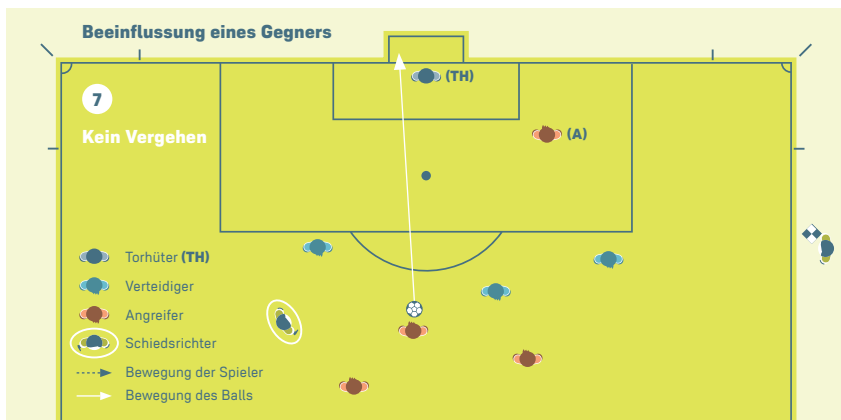 Beeinflussung eines Gegners
(TH)
7
(A)
Kein Vergehen
Torhüter (TH)
Verteidiger
Angreifer
Schiedsrichter
Bewegung der Spieler
Bewegung des Balls